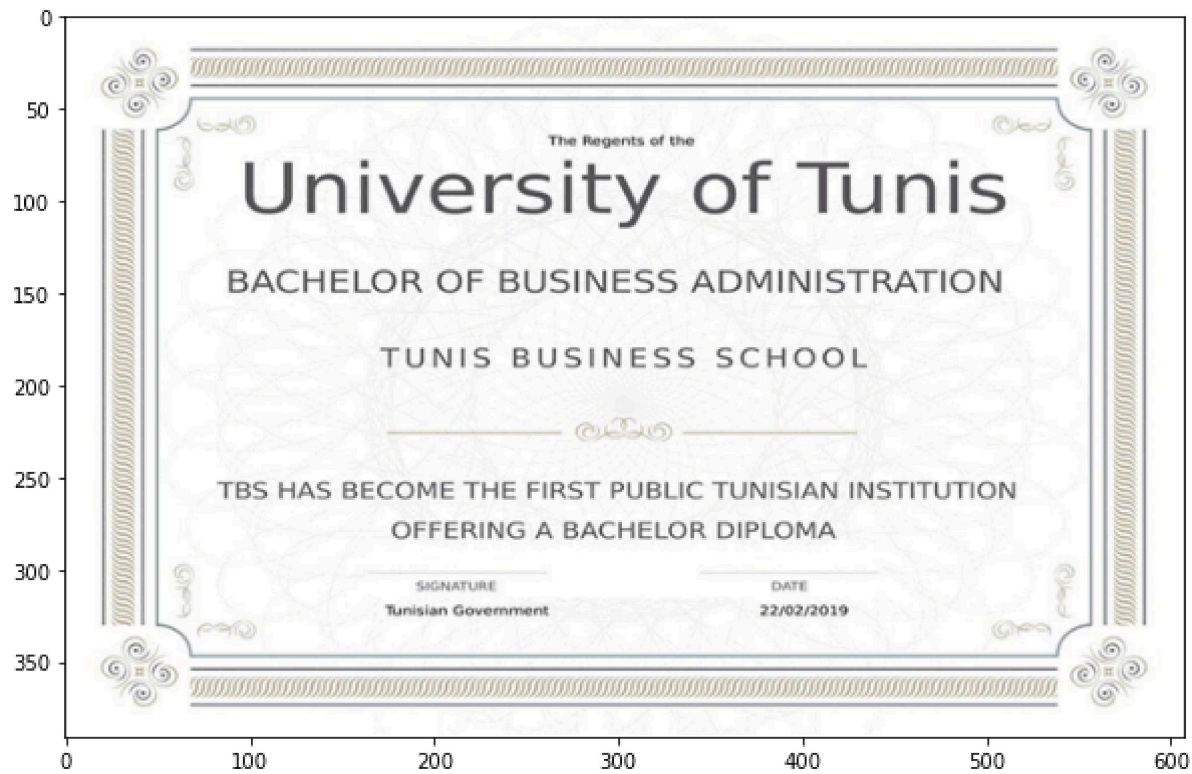 0
50
100
150
200
250
300
350
The Regents of the
University of Tunis
BACHELOR OF BUSINESS ADMINISTRATION
TUNIS BUSINESS SCHOOL
TBS HAS BECOME THE FIRST PUBLIC TUNISIAN INSTITUTION
OFFERING A BACHELOR DIPLOMA
SIGNATURE DATE
Tunisian Government 22/02/2019
0 100 200 300 400 500 600